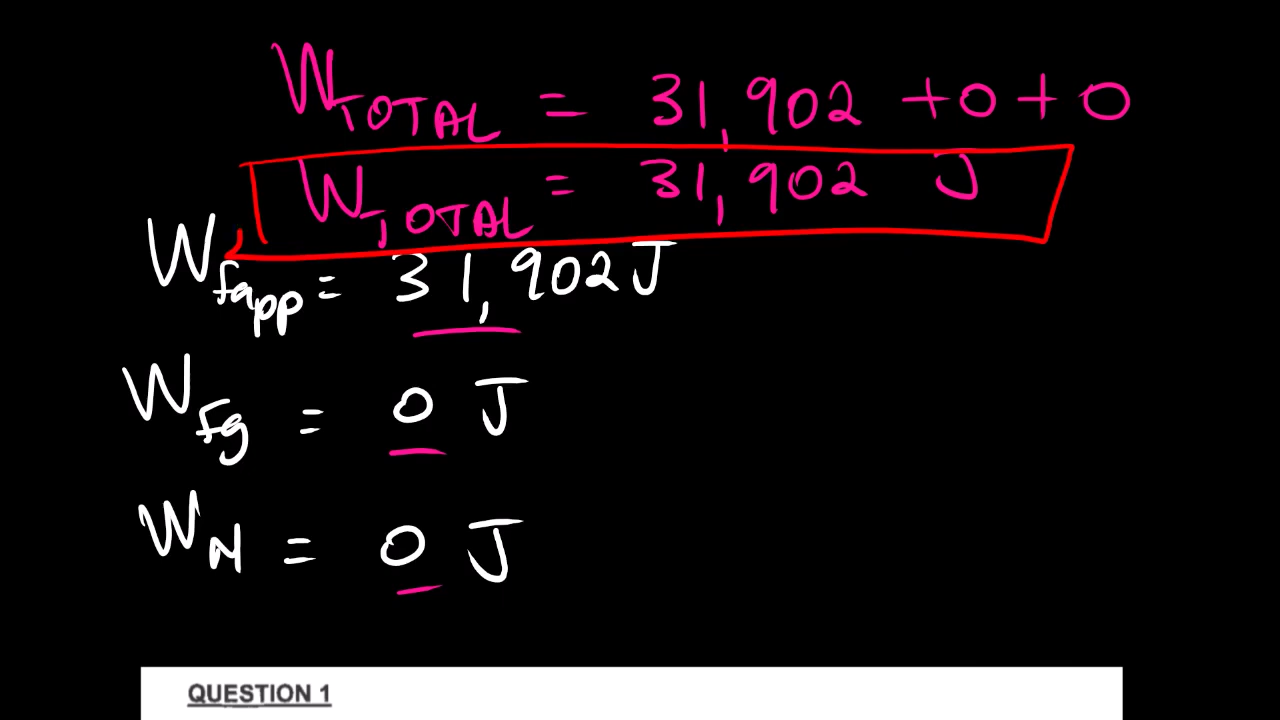 W_TOTAL = 31,902 + 0 + 0
W_TOTAL = 31,902 J
W_fapp = 31,902 J
W_fg = 0 J
W_N = 0 J
QUESTION 1